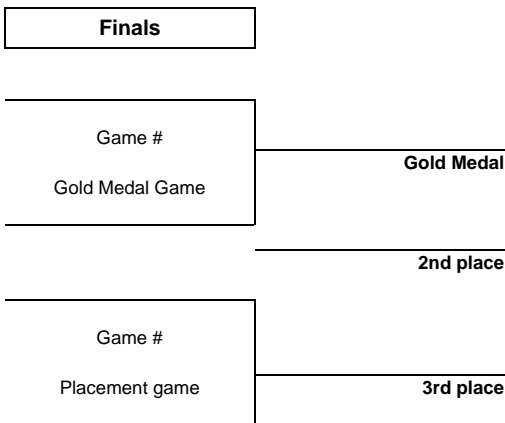 Finals
Game #
Gold Medal
Gold Medal Game
2nd place
Game #
Placement game
3rd place